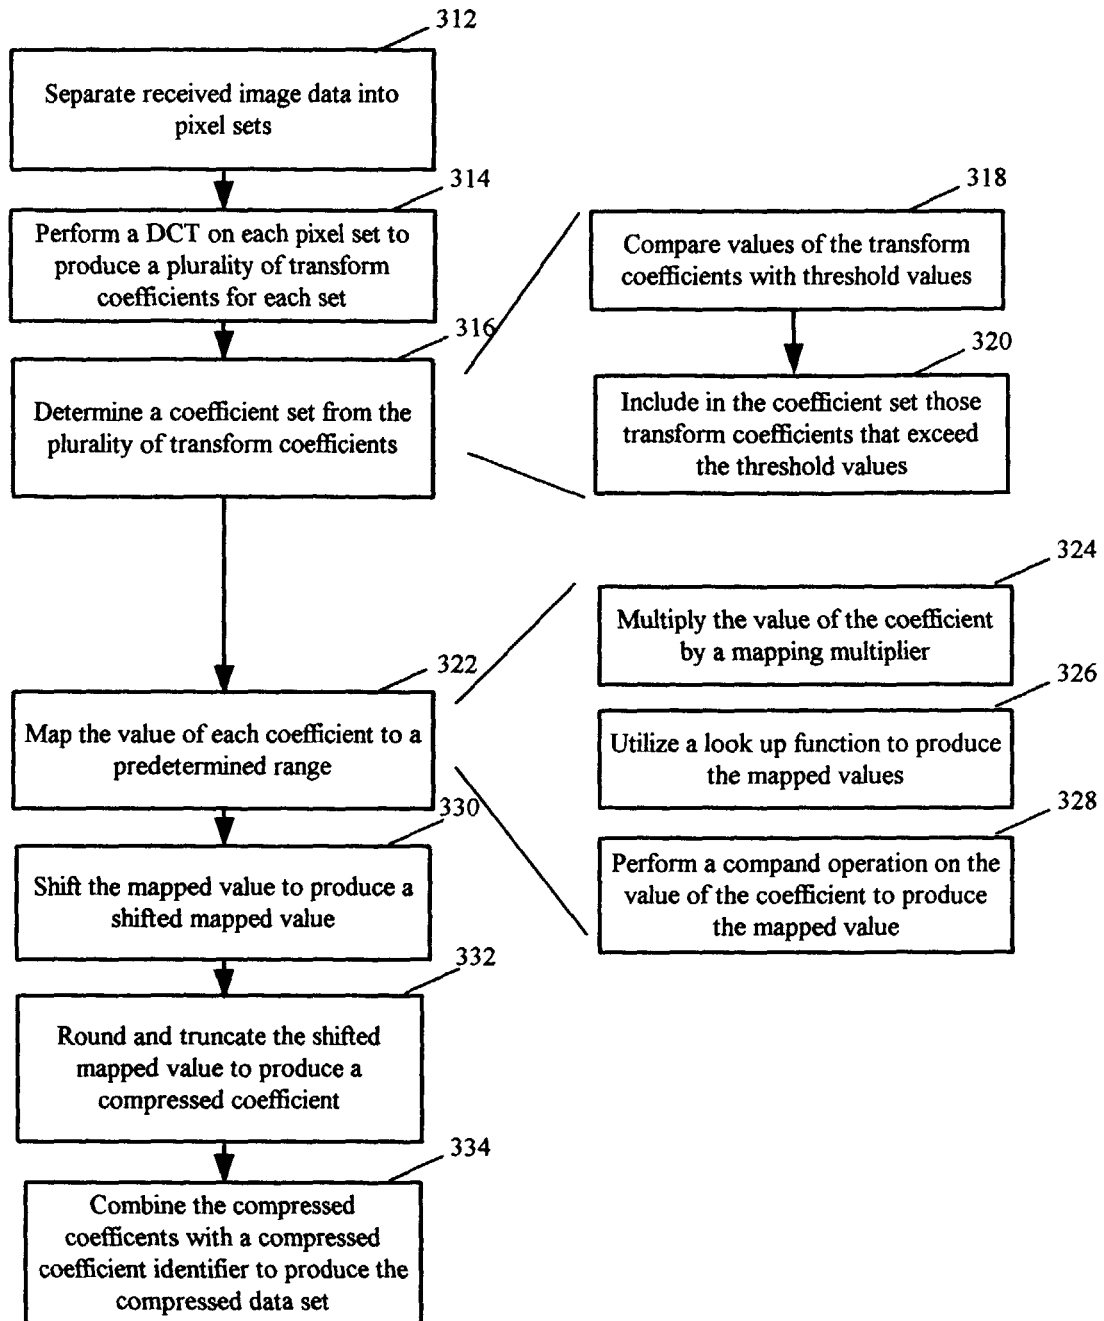 312
Separate received image data into
pixel sets
314
Perform a DCT on each pixel set to
produce a plurality of transform
coefficients for each set
316
Determine a coefficient set from the
plurality of transform coefficients
318
Compare values of the transform
coefficients with threshold values
320
Include in the coefficient set those
transform coefficients that exceed
the threshold values
322
Map the value of each coefficient to a
predetermined range
324
Multiply the value of the coefficient
by a mapping multiplier
326
Utilize a look up function to produce
the mapped values
328
Perform a compand operation on the
value of the coefficient to produce
the mapped value
330
Shift the mapped value to produce a
shifted mapped value
332
Round and truncate the shifted
mapped value to produce a
compressed coefficient
334
Combine the compressed
coefficents with a compressed
coefficient identifier to produce the
compressed data set